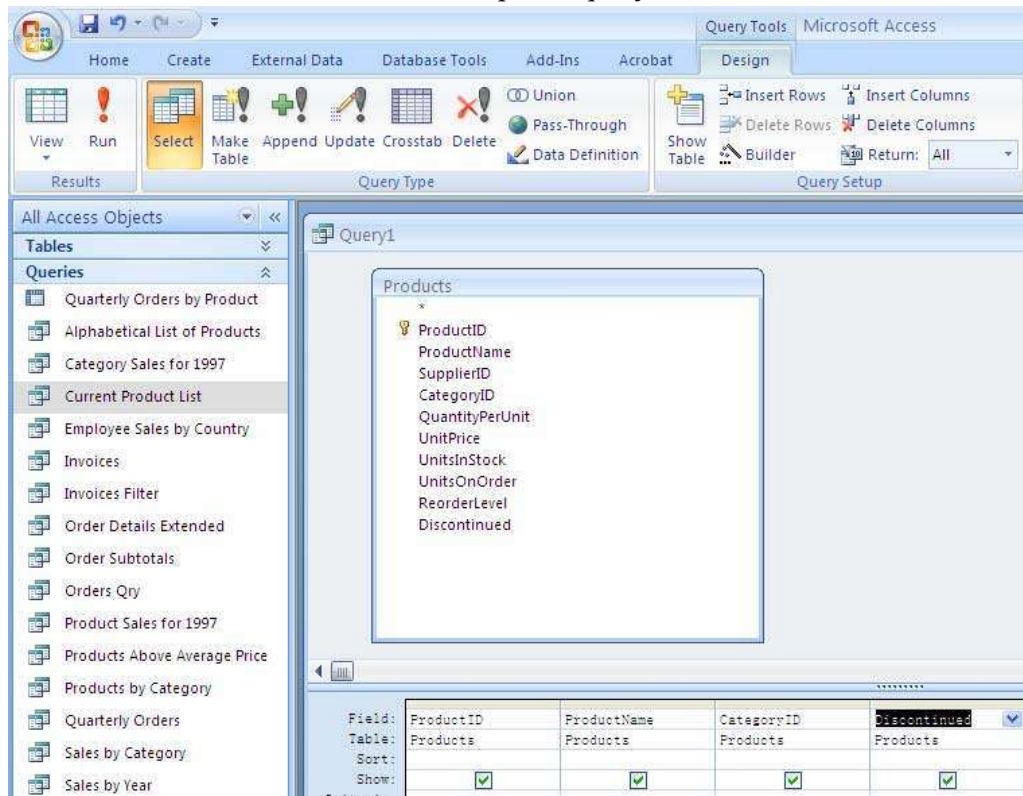 Query Tools Microsoft Access
Home Create External Data Database Tools Add-Ins Acrobat Design
View Run Select Make Table Append Update Crosstab Delete
Union
Pass-Through
Data Definition
Show Table
Insert Rows
Delete Rows
Builder
Insert Columns
Delete Columns
Return: All
Results Query Type Query Setup
All Access Objects
Tables
Queries
Quarterly Orders by Product
Alphabetical List of Products
Category Sales for 1997
Current Product List
Employee Sales by Country
Invoices
Invoices Filter
Order Details Extended
Order Subtotals
Orders Qry
Product Sales for 1997
Products Above Average Price
Products by Category
Quarterly Orders
Sales by Category
Sales by Year
Query1
Products
*
ProductID
ProductName
SupplierID
CategoryID
QuantityPerUnit
UnitPrice
UnitsInStock
UnitsOnOrder
ReorderLevel
Discontinued
Field: ProductID ProductName CategoryID Discontinued
Table: Products Products Products Products
Sort:
Show: